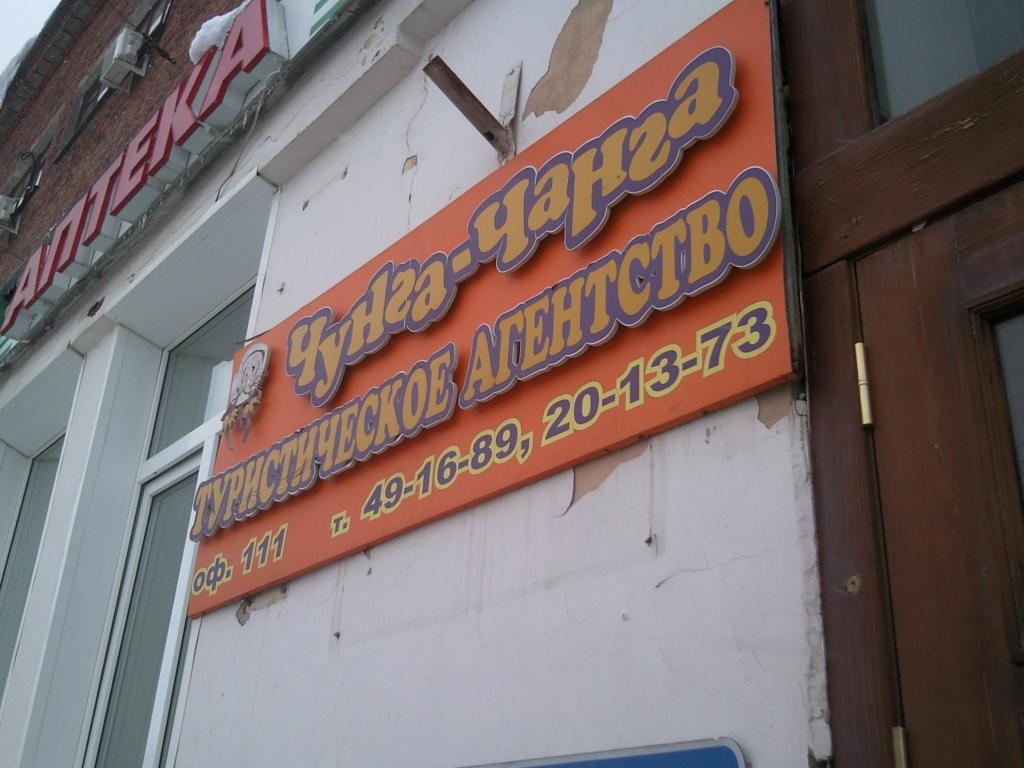 АПТЕКА
Чунга-Чанга
ТУРИСТИЧЕСКОЕ АГЕНТСТВО
оф. 111 т. 49-16-89, 20-13-73